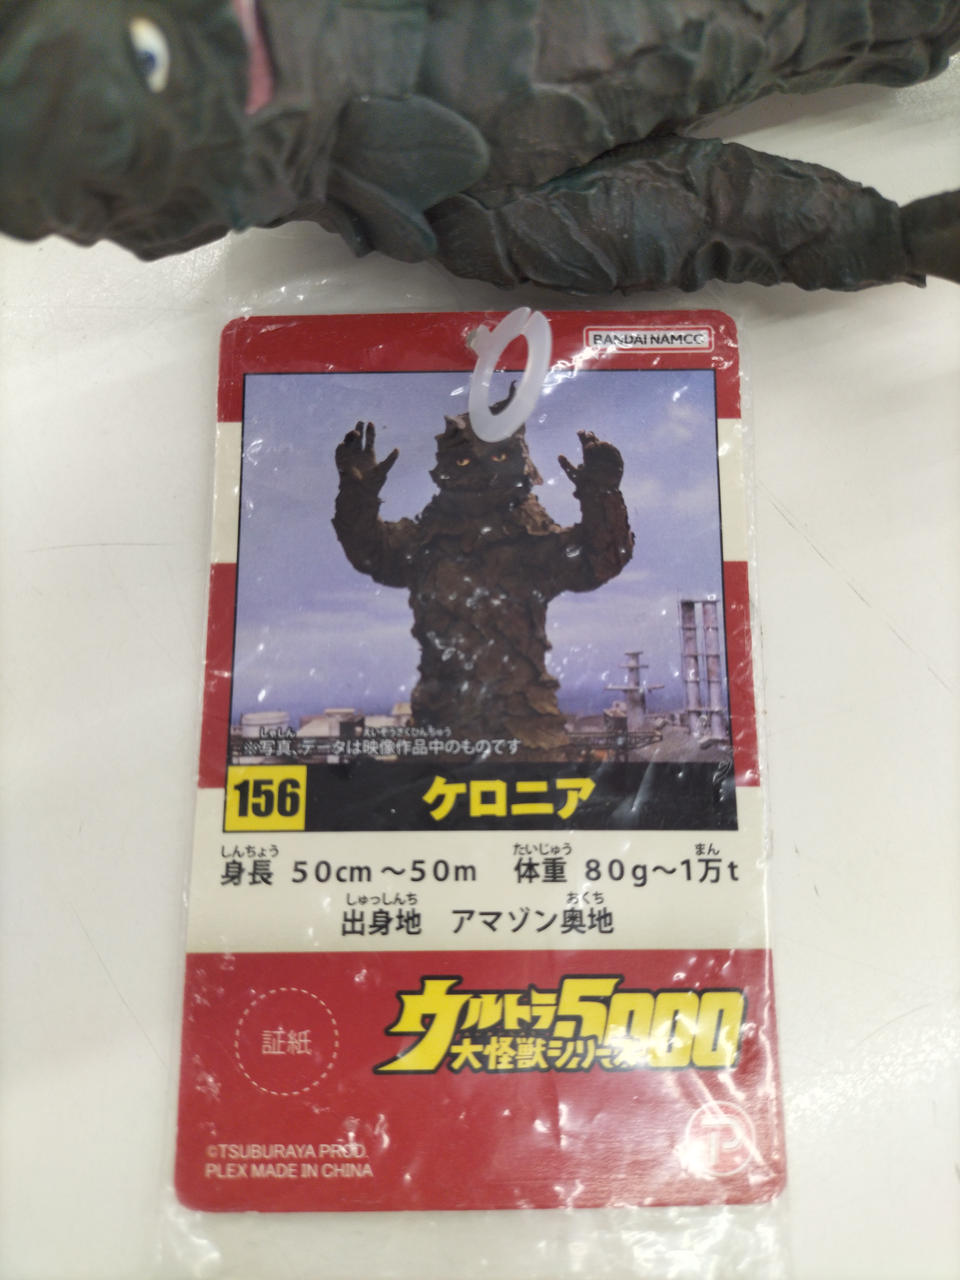 BANDAI NAMCO
しゃしん えいぞうさくひんちゅう
※写真、データは映像作品中のものです
156 ケロニア
しんちょう たいじゅう まん
身長 50cm～50m 体重 80g～1万t
しゅっしんち おくち
出身地 アマゾン奥地
ウルトラ
大怪獣シリーズ5000
証紙
©TSUBURAYA PROD.
PLEX MADE IN CHINA
P